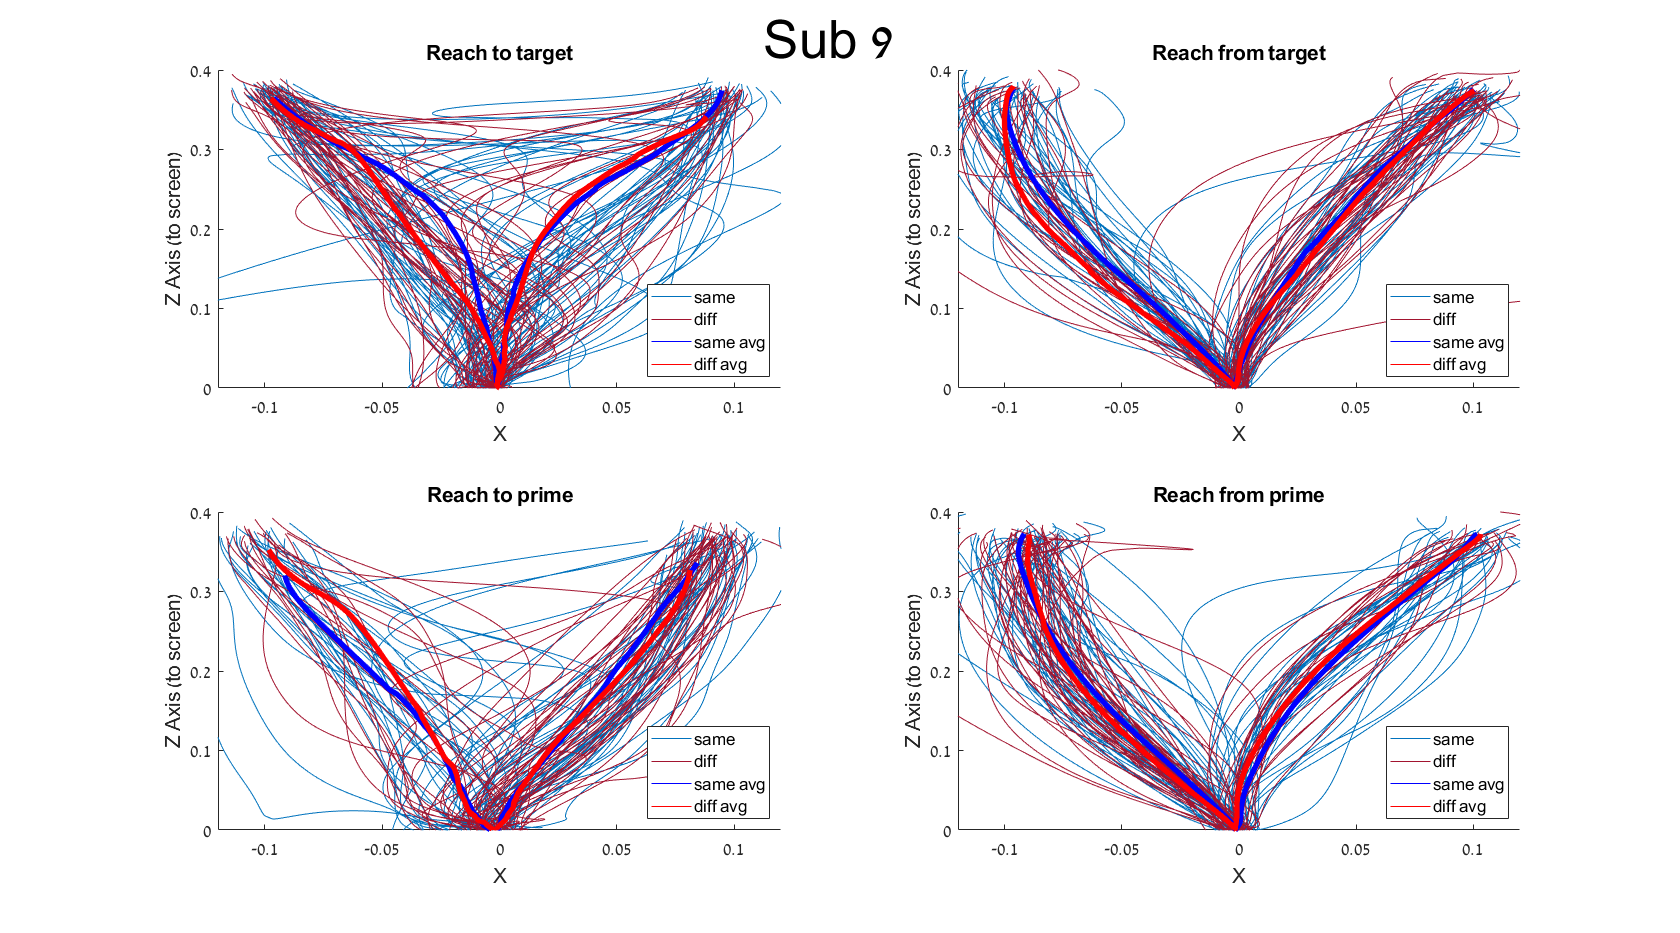 Sub 9
Reach to target
Z Axis (to screen)
0.4
0.3
0.2
0.1
0
-0.1
-0.05
0
0.05
0.1
X
same
diff
same avg
diff avg
Reach from target
Z Axis (to screen)
0.4
0.3
0.2
0.1
0
-0.1
-0.05
0
0.05
0.1
X
same
diff
same avg
diff avg
Reach to prime
Z Axis (to screen)
0.4
0.3
0.2
0.1
0
-0.1
-0.05
0
0.05
0.1
X
same
diff
same avg
diff avg
Reach from prime
Z Axis (to screen)
0.4
0.3
0.2
0.1
0
-0.1
-0.05
0
0.05
0.1
X
same
diff
same avg
diff avg